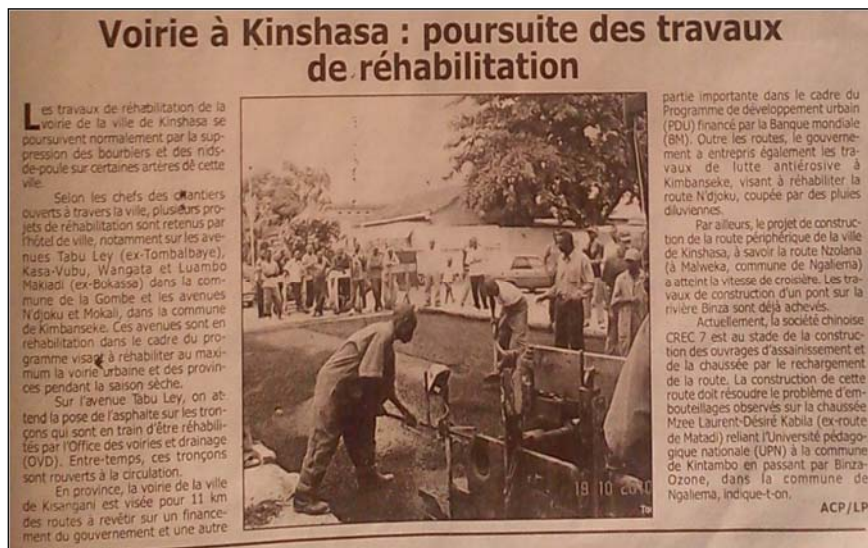 Voirie à Kinshasa : poursuite des travaux
de réhabilitation
Les travaux de réhabilitation de la
voirie de la ville de Kinshasa se
poursuivent normalement par la sup-
pression des bourbiers et des nids-
de-poule sur certaines artères de cette
ville.
Selon les chefs des chantiers
ouverts à travers la ville, plusieurs pro-
jets de réhabilitation sont retenus par
l'hôtel de ville, notamment sur les ave-
nues Tabu Ley (ex-Tombalbaye),
Kasa-Vubu, Wangata et Luambo
Makiadi (ex-Bukassa) dans la com-
mune de la Gombe et les avenues
N'djoku et Mokali, dans la commune
de Kimbanseke. Ces avenues sont en
réhabilitation dans le cadre du pro-
gramme visant à réhabiliter au maxi-
mum la voirie urbaine et des provin-
ces pendant la saison sèche.
Sur l'avenue Tabu Ley, on at-
tend la pose de l'asphalte sur les tron-
çons qui sont en train d'être réhabili-
tés par l'Office des voiries et drainage
(OVD). Entre-temps, ces tronçons
sont rouverts à la circulation.
En province, la voirie de la ville
de Kisangani est visée pour 11 km
des routes à revêtir sur un finance-
ment du gouvernement et une autre
18 10 2010
partie importante dans le cadre du
Programme de développement urbain
(PDU) financé par la Banque mondiale
(BM). Outre les routes, le gouverne-
ment a entrepris également les tra-
vaux de lutte antiérosive à
Kimbanseke, visant à réhabiliter la
route N'djoku, coupée par des pluies
diluviennes.
Par ailleurs, le projet de construc-
tion de la route périphérique de la ville
de Kinshasa, à savoir la route Nzolana
(à Malweka, commune de Ngaliema)
a atteint la vitesse de croisière. Les tra-
vaux de construction d'un pont sur la
rivière Binza sont déjà achevés.
Actuellement, la société chinoise
CREC 7 est au stade de la construc-
tion des ouvrages d'assainissement et
de la chaussée par le rechargement
de la route. La construction de cette
route doit résoudre le problème d'em-
bouteillages observés sur la chaussée
Mzee Laurent-Désiré Kabila (ex-route
de Matadi) reliant l'Université pédago-
gique nationale (UPN) à la commune
de Kintambo en passant par Binza-
Ozone, dans la commune de
Ngaliema, indique-t-on.
ACP/LP